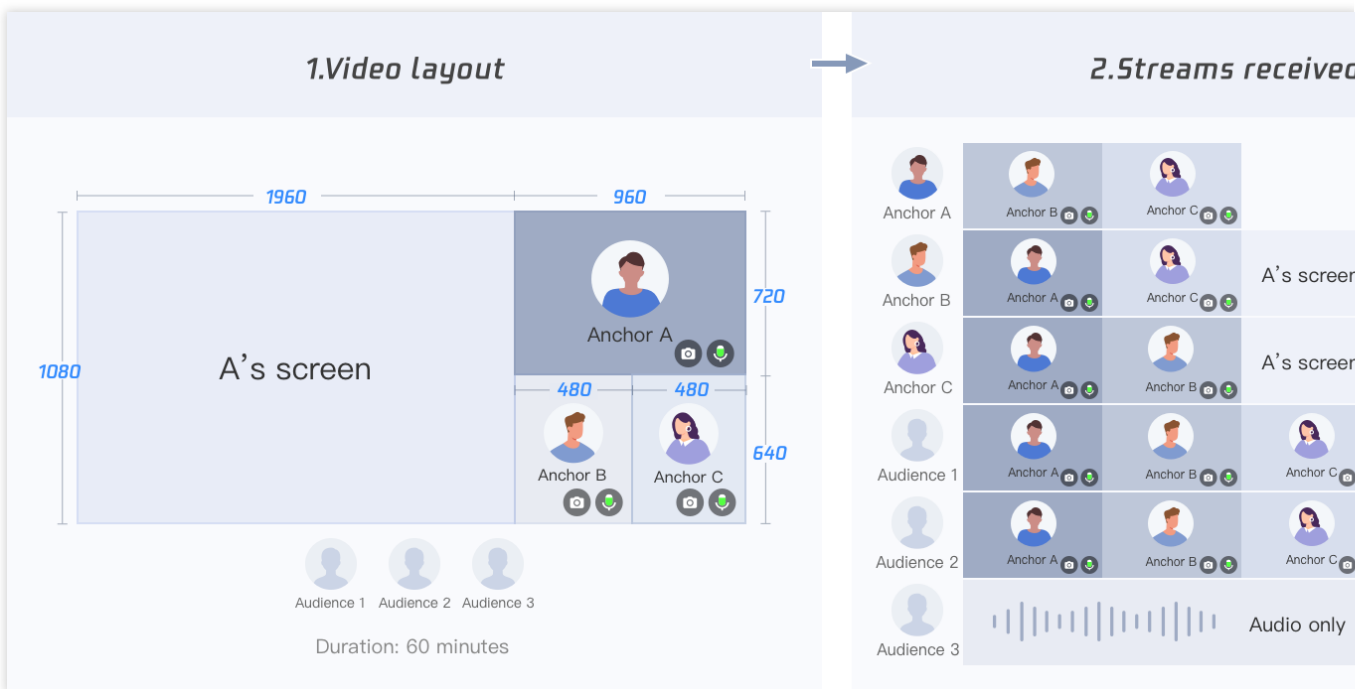 1.Video layout
2.Streams received
1960
960
1080
A's screen
Anchor A
720
480
480
Anchor B
Anchor C
640
Audience 1
Audience 2
Audience 3
Duration: 60 minutes
Anchor A
Anchor B
Anchor C
Anchor B
Anchor A
Anchor C
A's screen
Anchor C
Anchor A
Anchor B
A's screen
Audience 1
Anchor A
Anchor B
Anchor C
Audience 2
Anchor A
Anchor B
Anchor C
Audience 3
Audio only